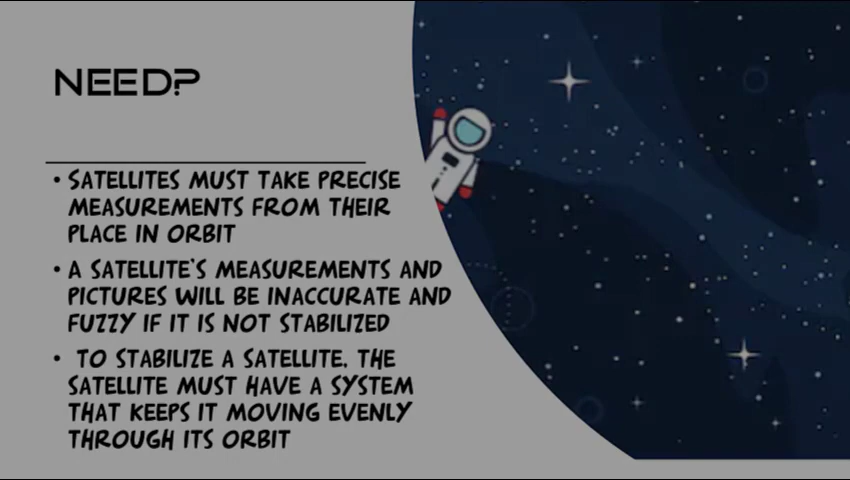 NEED?
• SATELLITES MUST TAKE PRECISE
MEASUREMENTS FROM THEIR
PLACE IN ORBIT
• A SATELLITE'S MEASUREMENTS AND
PICTURES WILL BE INACCURATE AND
FUZZY IF IT IS NOT STABILIZED
• TO STABILIZE A SATELLITE, THE
SATELLITE MUST HAVE A SYSTEM
THAT KEEPS IT MOVING EVENLY
THROUGH ITS ORBIT